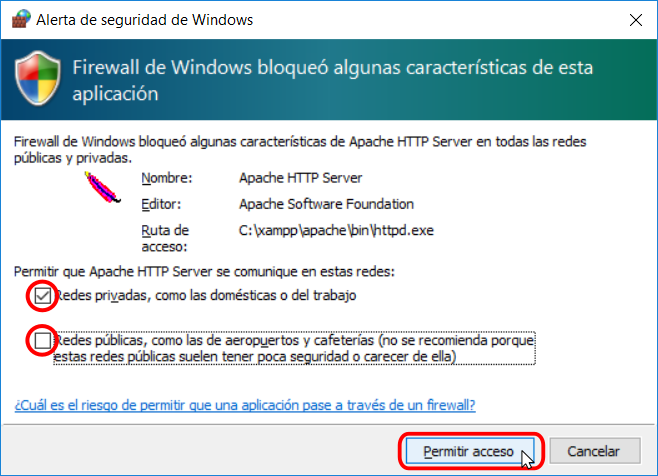 Alerta de seguridad de Windows
Firewall de Windows bloqueó algunas características de esta
aplicación
Firewall de Windows bloqueó algunas características de Apache HTTP Server en todas las redes
públicas y privadas.
Nombre: Apache HTTP Server
Editor: Apache Software Foundation
Ruta de
acceso: C:\xampp\apache\bin\httpd.exe
Permitir que Apache HTTP Server se comunique en estas redes:
Redes privadas, como las domésticas o del trabajo
Redes públicas, como las de aeropuertos y cafeterías (no se recomienda porque
estas redes públicas suelen tener poca seguridad o carecer de ella)
¿Cuál es el riesgo de permitir que una aplicación pase a través de un firewall?
Permitir acceso Cancelar